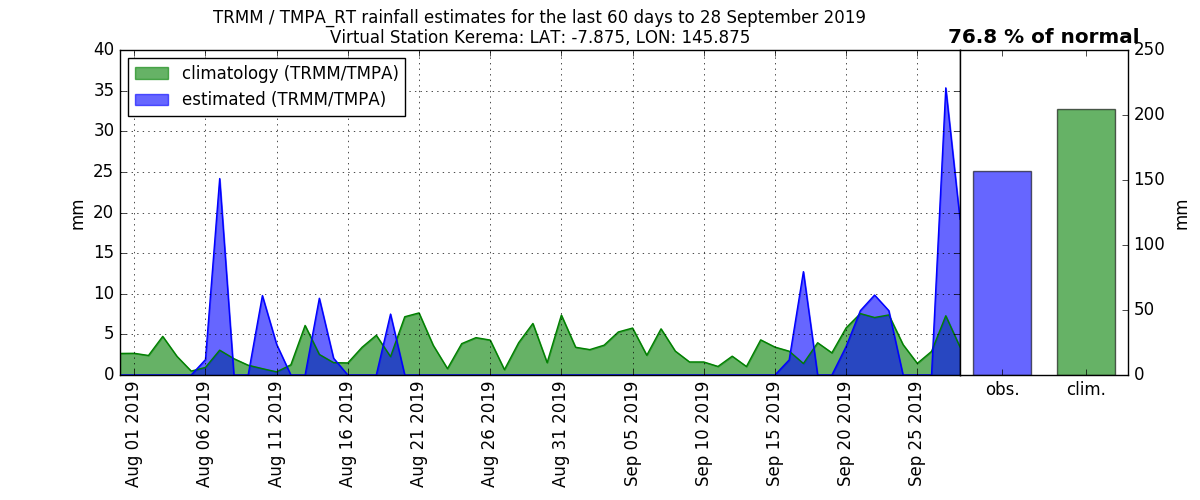 TRMM / TMPA_RT rainfall estimates for the last 60 days to 28 September 2019
Virtual Station Kerema: LAT: -7.875, LON: 145.875
76.8 % of normal
climatology (TRMM/TMPA)
estimated (TRMM/TMPA)
mm
40
35
30
25
20
15
10
5
0
Aug 01 2019
Aug 06 2019
Aug 11 2019
Aug 16 2019
Aug 21 2019
Aug 26 2019
Aug 31 2019
Sep 05 2019
Sep 10 2019
Sep 15 2019
Sep 20 2019
Sep 25 2019
obs.
clim.
250
200
150
100
50
0
mm